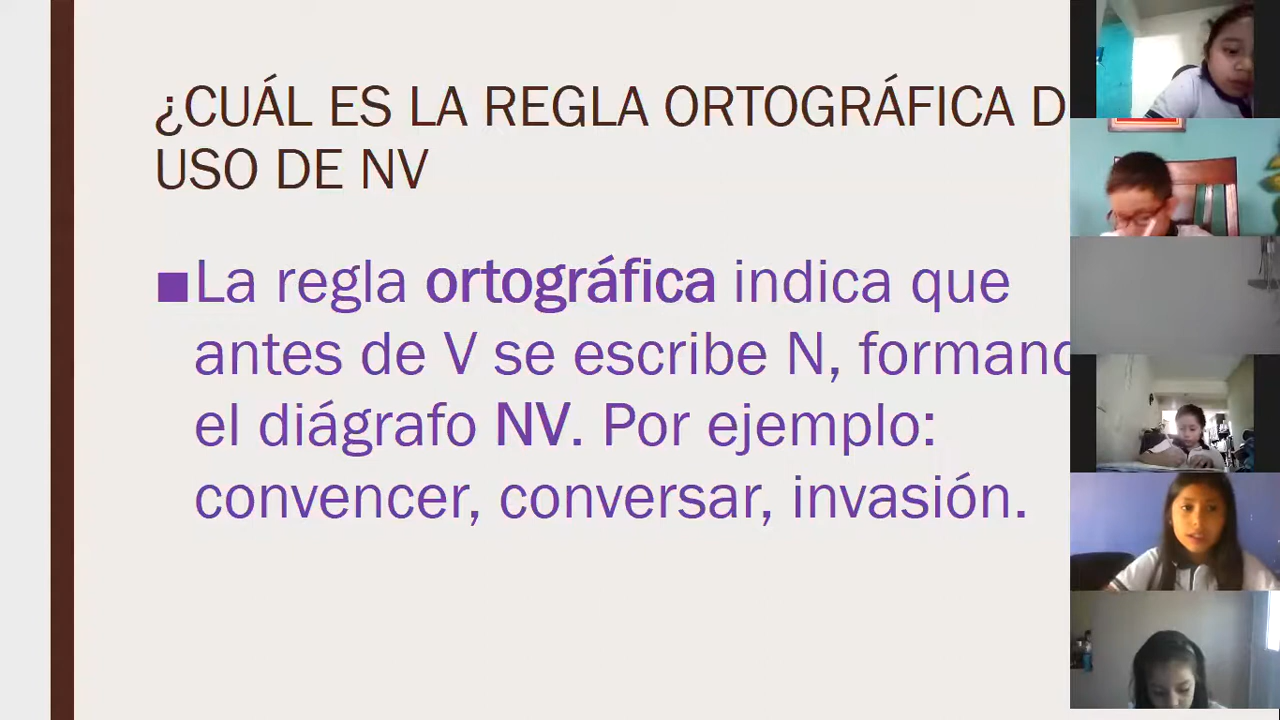 ¿CUÁL ES LA REGLA ORTOGRÁFICA D
USO DE NV
■La regla ortográfica indica que
antes de V se escribe N, formand
el diágrafo NV. Por ejemplo:
convencer, conversar, invasión.